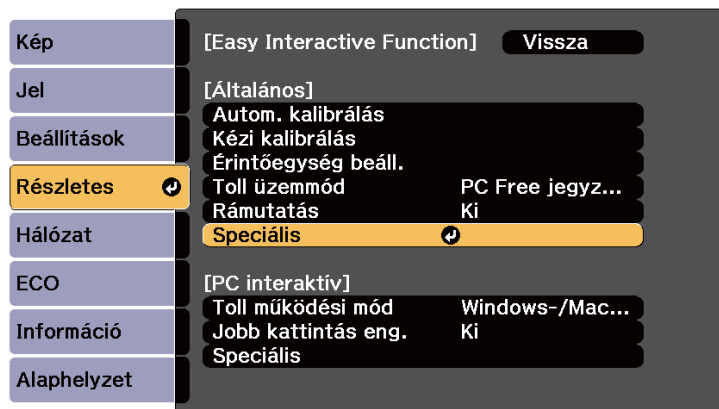 Kép
Jel
Beállítások
Részletes
Hálózat
ECO
Információ
Alaphelyzet
[Easy Interactive Function] Vissza
[Általános]
Autom. kalibrálás
Kézi kalibrálás
Érintőegység beáll.
Toll üzemmód PC Free jegyz...
Rámutatás Ki
Speciális
[PC interaktív]
Toll működési mód Windows-/Mac...
Jobb kattintás eng. Ki
Speciális